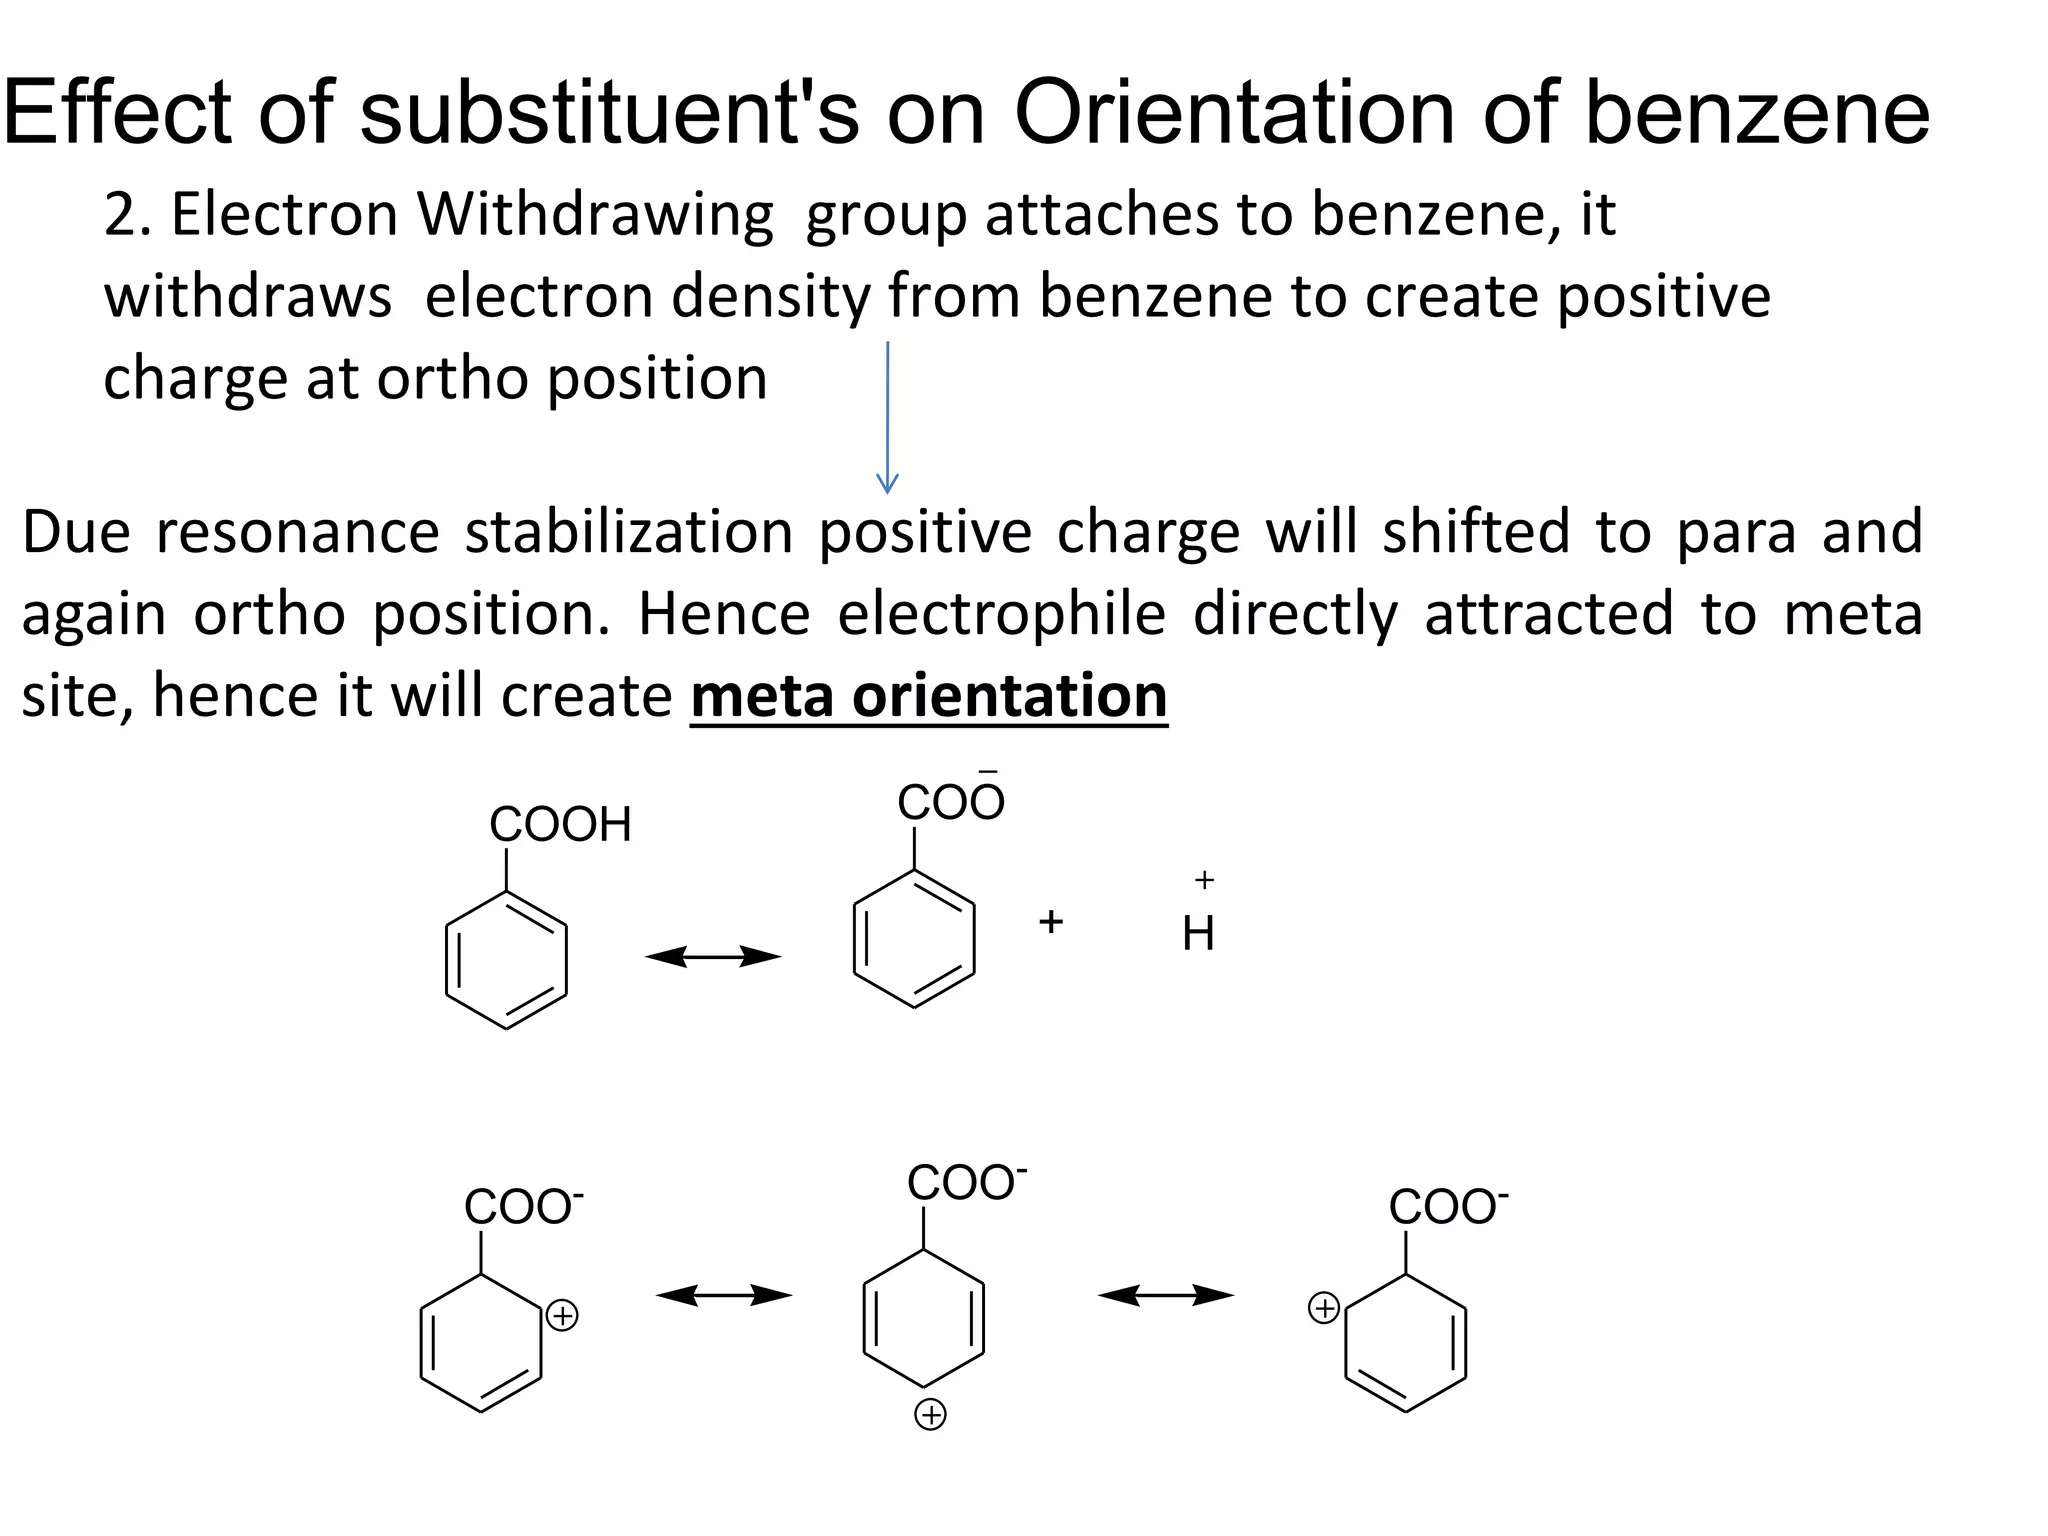 Effect of substituent's on Orientation of benzene
2. Electron Withdrawing  group attaches to benzene, it
withdraws  electron density from benzene to create positive
charge at ortho position
Due resonance stabilization positive charge will shifted to para and
again ortho position. Hence electrophile directly attracted to meta
site, hence it will create meta orientation
COOH
COO−
+
H+
COO-
⊕
COO-
⊕
COO-
⊕